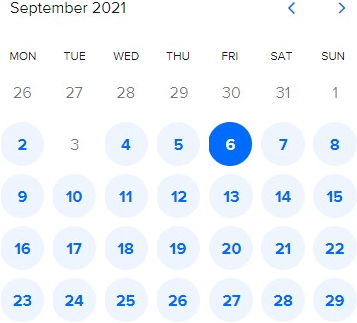 September 2021
MON TUE WED THU FRI SAT SUN
26 27 28 29 30 31 1
2 3 4 5 6 7 8
9 10 11 12 13 14 15
16 17 18 19 20 21 22
23 24 25 26 27 28 29